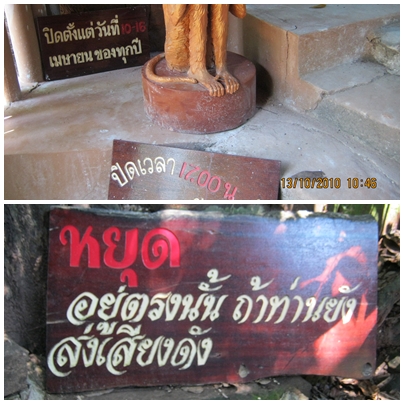 ปิดตั้งแต่วันที่ 10-16
เมษายน ของทุกปี
ปิดเวลา 1200 น
13/10/2010 10:46
หยุด
อยู่ตรงนั้น ถ้าท่านยัง
ส่งเสียงดัง